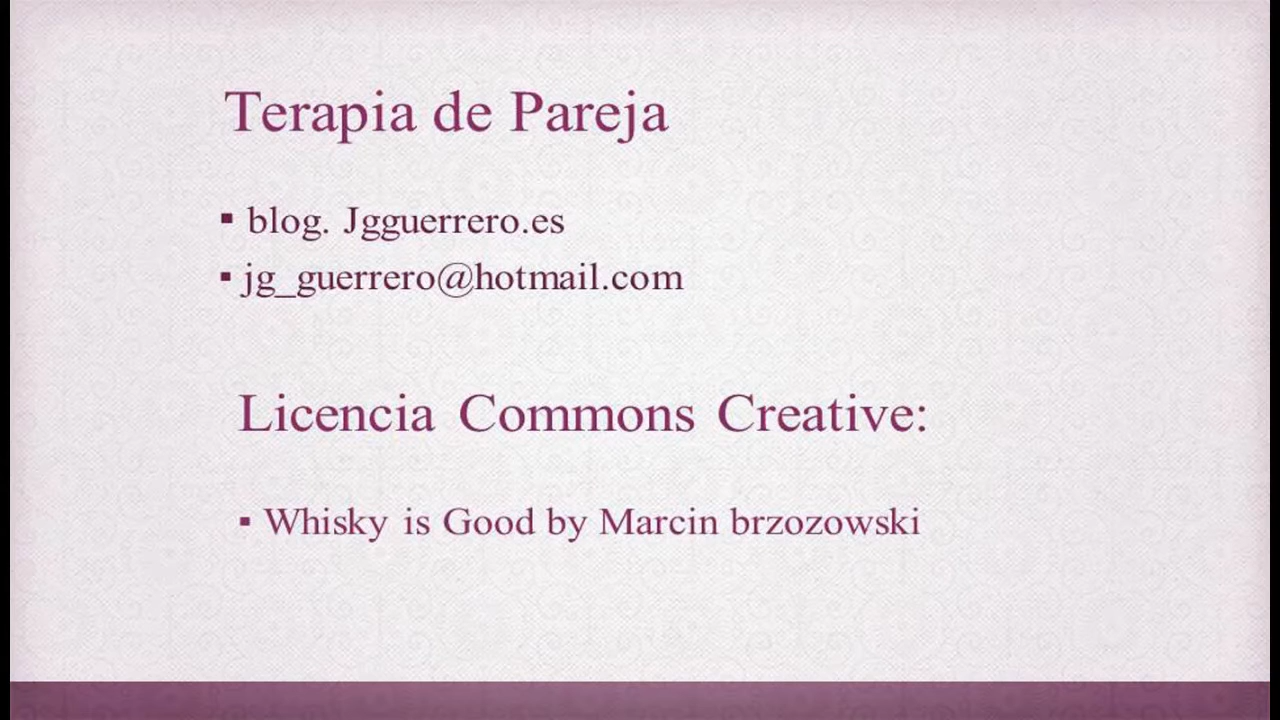 Terapia de Pareja
▪ blog. Jgguerrero.es
▪ jg_guerrero@hotmail.com
Licencia Commons Creative:
▪ Whisky is Good by Marcin brzozowski